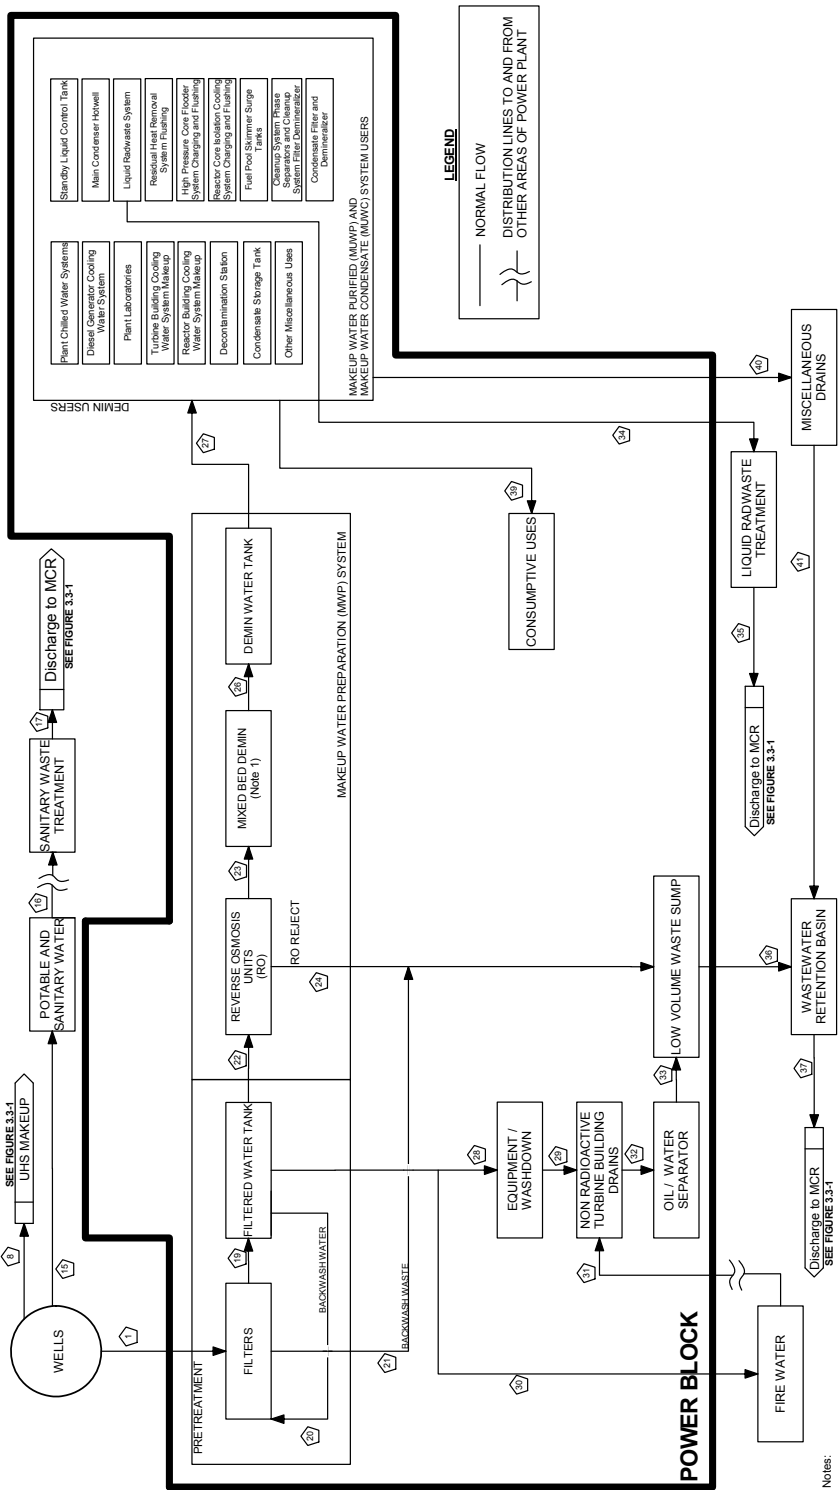 SEE FIGURE 3.3-1
UHS MAKEUP
8
WELLS
15
1
POTABLE AND
SANITARY WATER
16
SANITARY WASTE
TREATMENT
17
Discharge to MCR
SEE FIGURE 3.3-1
PRETREATMENT
FILTERS
19
FILTERED WATER TANK
20
BACKWASH WATER
21
BACKWASH WASTE
22
REVERSE OSMOSIS
UNITS
(RO)
RO REJECT
24
23
MIXED BED DEMIN
(Note 1)
26
DEMIN WATER TANK
MAKEUP WATER PREPARATION (MWP) SYSTEM
27
DEMIN USERS
Plant Chilled Water Systems
Diesel Generator Cooling
Water System
Plant Laboratories
Turbine Building Cooling
Water System Makeup
Reactor Building Cooling
Water System Makeup
Decontamination Station
Condensate Storage Tank
Other Miscellaneous Uses
Standby Liquid Control Tank
Main Condenser Hotwell
Liquid Radwaste System
Residual Heat Removal
System Flushing
High Pressure Core Flooder
System Charging and Flushing
Reactor Core Isolation Cooling
System Charging and Flushing
Fuel Pool Skimmer Surge
Tanks
Cleanup System Phase
Separators and Cleanup
System Filter Demineralizer
Condensate Filter and
Demineralizer
MAKEUP WATER PURIFIED (MUWP) AND
MAKEUP WATER CONDENSATE (MUWC) SYSTEM USERS
39
CONSUMPTIVE USES
28
EQUIPMENT /
WASHDOWN
29
NON RADIOACTIVE
TURBINE BUILDING
DRAINS
31
32
OIL / WATER
SEPARATOR
33
LOW VOLUME WASTE SUMP
30
34
40
POWER BLOCK
FIRE WATER
36
WASTEWATER
RETENTION BASIN
37
Discharge to MCR
SEE FIGURE 3.3-1
41
LIQUID RADWASTE
TREATMENT
35
Discharge to MCR
SEE FIGURE 3.3-1
MISCELLANEOUS
DRAINS
LEGEND
NORMAL FLOW
DISTRIBUTION LINES TO AND FROM
OTHER AREAS OF POWER PLANT
Notes: